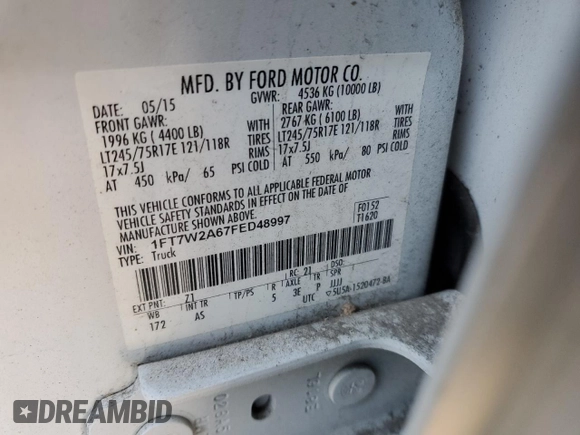 MFD. BY FORD MOTOR CO.
DATE: 05/15 GVWR: 4536 KG (10000 LB)
FRONT GAWR: REAR GAWR:
1996 KG ( 4400 LB) WITH 2767 KG ( 6100 LB) WITH
LT245/75R17E 121/118R TIRES LT245/75R17E 121/118R TIRES
17x7.5J RIMS 17x7.5J RIMS
AT 450 kPa/ 65 PSI COLD AT 550 kPa/ 80 PSI COLD
THIS VEHICLE CONFORMS TO ALL APPLICABLE FEDERAL MOTOR
VEHICLE SAFETY STANDARDS IN EFFECT ON THE DATE OF
MANUFACTURE SHOWN ABOVE.
VIN: 1FT7W2A67FED48997 F0152
TYPE: Truck T1620
EXT PNT: Z1 RC: 21 DSO:
WB INT TR TP/PS R AXLE TR SPR
172 AS 5 3E P JJJJ
UTC 5U5A-1520472-BA
DREAMBID